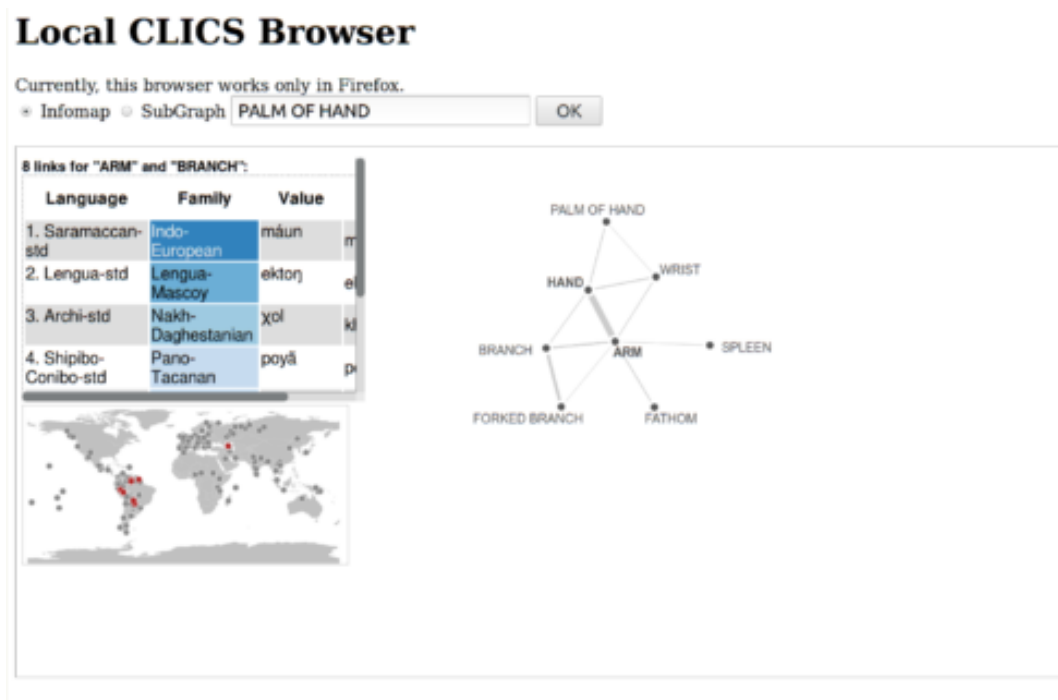 Local CLICS Browser
Currently, this browser works only in Firefox.
Infomap SubGraph PALM OF HAND OK
8 links for "ARM" and "BRANCH":
Language Family Value
1. Saramaccan-std Indo-European máun
2. Lengua-std Lengua-Mascoy ektoŋ
3. Archi-std Nakh-Daghestanian χol
4. Shipibo-Conibo-std Pano-Tacanan poyã
PALM OF HAND
WRIST
HAND
BRANCH
ARM
SPLEEN
FORKED BRANCH
FATHOM